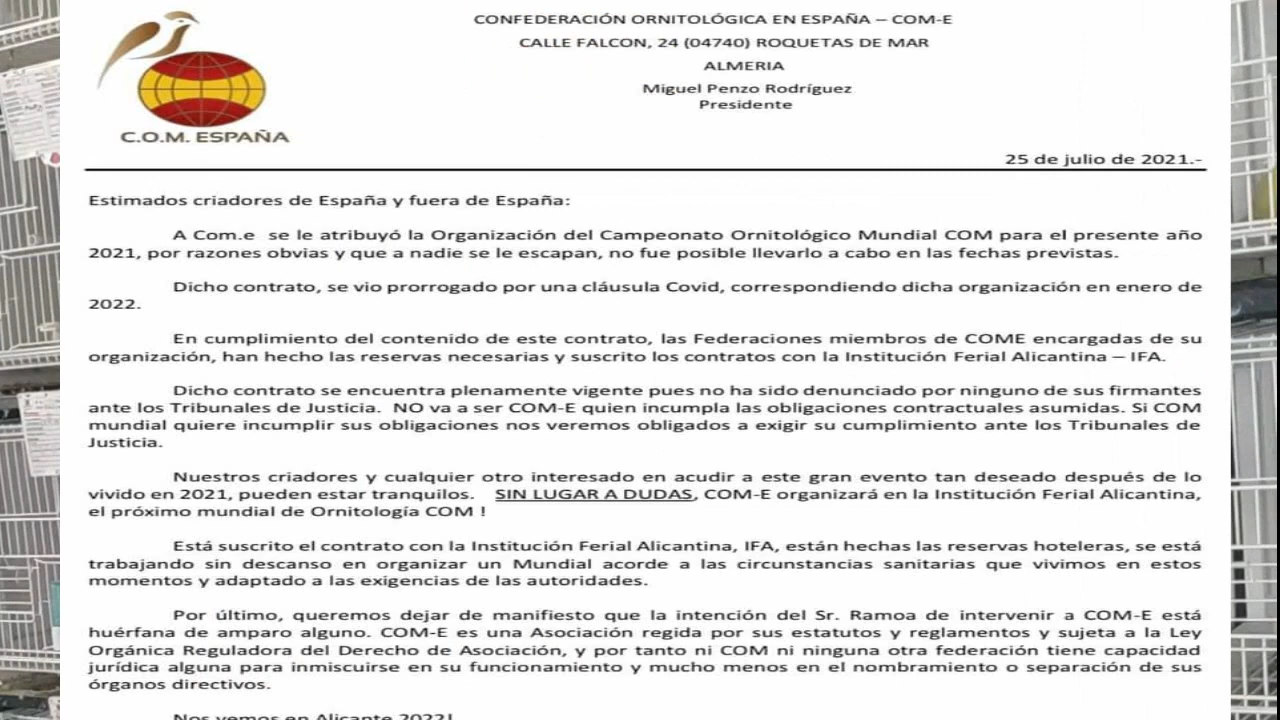 CONFEDERACIÓN ORNITOLÓGICA EN ESPAÑA – COM-E
CALLE FALCON, 24 (04740) ROQUETAS DE MAR
ALMERIA
Miguel Penzo Rodríguez
Presidente
C.O.M. ESPAÑA
25 de julio de 2021.-
Estimados criadores de España y fuera de España:
A Com.e se le atribuyó la Organización del Campeonato Ornitológico Mundial COM para el presente año
2021, por razones obvias y que a nadie se le escapan, no fue posible llevarlo a cabo en las fechas previstas.
Dicho contrato, se vio prorrogado por una cláusula Covid, correspondiendo dicha organización en enero de
2022.
En cumplimiento del contenido de este contrato, las Federaciones miembros de COME encargadas de su
organización, han hecho las reservas necesarias y suscrito los contratos con la Institución Ferial Alicantina – IFA.
Dicho contrato se encuentra plenamente vigente pues no ha sido denunciado por ninguno de sus firmantes
ante los Tribunales de Justicia. NO va a ser COM-E quien incumpla las obligaciones contractuales asumidas. Si COM
mundial quiere incumplir sus obligaciones nos veremos obligados a exigir su cumplimiento ante los Tribunales de
Justicia.
Nuestros criadores y cualquier otro interesado en acudir a este gran evento tan deseado después de lo
vivido en 2021, pueden estar tranquilos. SIN LUGAR A DUDAS, COM-E organizará en la Institución Ferial Alicantina,
el próximo mundial de Ornitología COM !
Está suscrito el contrato con la Institución Ferial Alicantina, IFA, están hechas las reservas hoteleras, se está
trabajando sin descanso en organizar un Mundial acorde a las circunstancias sanitarias que vivimos en estos
momentos y adaptado a las exigencias de las autoridades.
Por último, queremos dejar de manifiesto que la intención del Sr. Ramoa de intervenir a COM-E está
huérfana de amparo alguno. COM-E es una Asociación regida por sus estatutos y reglamentos y sujeta a la Ley
Orgánica Reguladora del Derecho de Asociación, y por tanto ni COM ni ninguna otra federación tiene capacidad
jurídica alguna para inmiscuirse en su funcionamiento y mucho menos en el nombramiento o separación de sus
órganos directivos.
Nos vemos en Alicante 2022!